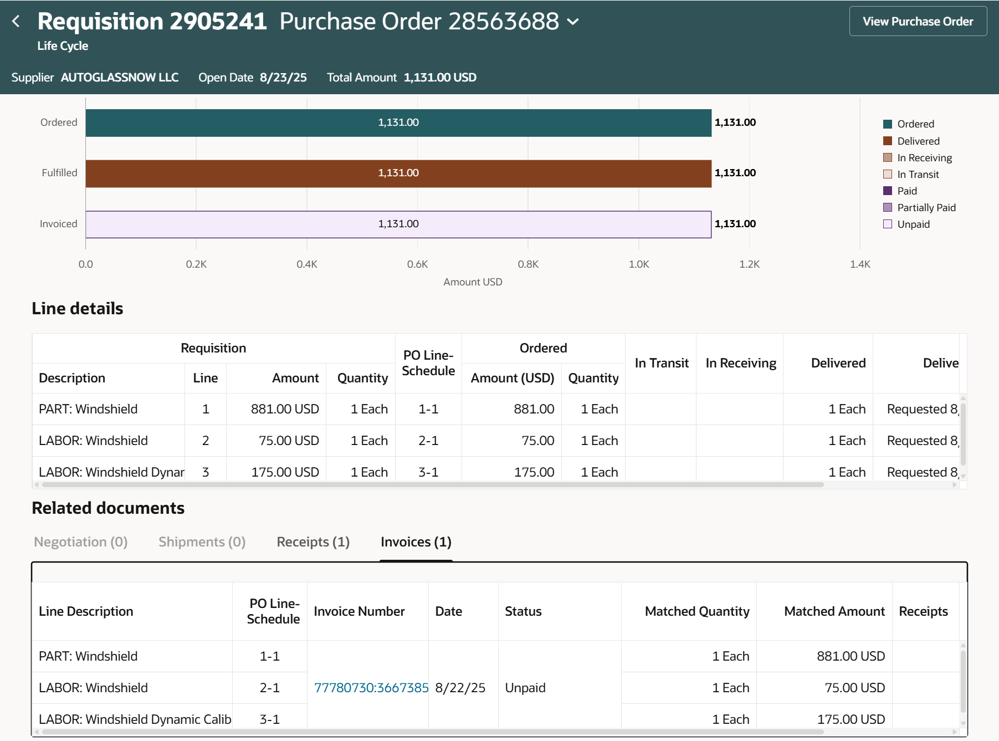 Requisition 2905241 Purchase Order 28563688
View Purchase Order
Life Cycle
Supplier AUTOGLASSNOW LLC Open Date 8/23/25 Total Amount 1,131.00 USD
Ordered 1,131.00 1,131.00
Fulfilled 1,131.00 1,131.00
Invoiced 1,131.00 1,131.00
0.0 0.2K 0.4K 0.6K 0.8K 1.0K 1.2K 1.4K
Amount USD
Ordered
Delivered
In Receiving
In Transit
Paid
Partially Paid
Unpaid
Line details
Requisition PO Line-Schedule Ordered In Transit In Receiving Delivered Delive
Description Line Amount Quantity Amount (USD) Quantity
PART: Windshield 1 881.00 USD 1 Each 1-1 881.00 1 Each 1 Each Requested 8,
LABOR: Windshield 2 75.00 USD 1 Each 2-1 75.00 1 Each 1 Each Requested 8,
LABOR: Windshield Dynar 3 175.00 USD 1 Each 3-1 175.00 1 Each 1 Each Requested 8,
Related documents
Negotiation (0) Shipments (0) Receipts (1) Invoices (1)
Line Description PO Line-Schedule Invoice Number Date Status Matched Quantity Matched Amount Receipts
PART: Windshield 1-1 1 Each 881.00 USD
LABOR: Windshield 2-1 77780730:3667385 8/22/25 Unpaid 1 Each 75.00 USD
LABOR: Windshield Dynamic Calib 3-1 1 Each 175.00 USD